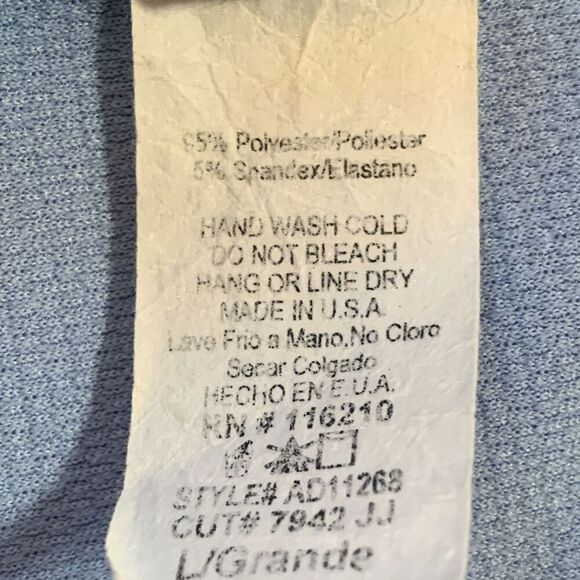 95% Polyester/Poliester
5% Spandex/Elastano
HAND WASH COLD
DO NOT BLEACH
HANG OR LINE DRY
MADE IN U.S.A.
Lave Frio a Mano,No Cloro
Secar Colgado
HECHO EN E.U.A.
RN # 116210
STYLE# AD11268
CUT# 7942 JJ
L/Grande